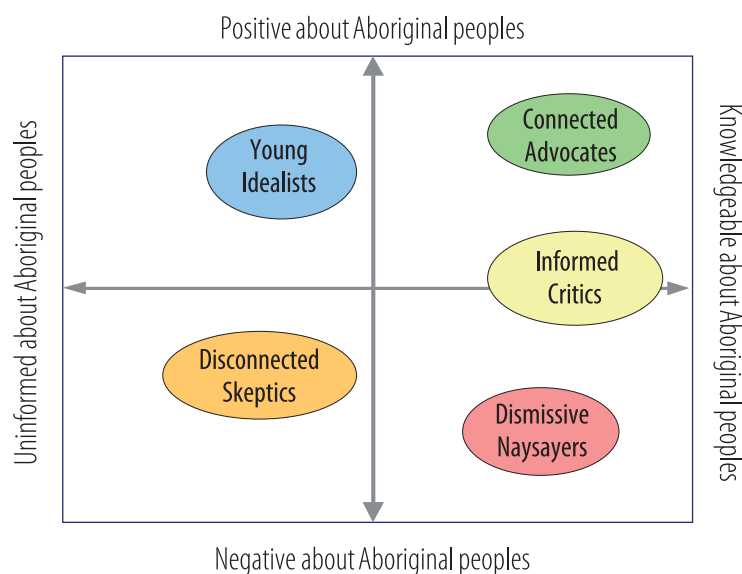 Positive about Aboriginal peoples
Uninformed about Aboriginal peoples
Young
Idealists
Connected
Advocates
Informed
Critics
Disconnected
Skeptics
Dismissive
Naysayers
Knowledgeable about Aboriginal peoples
Negative about Aboriginal peoples